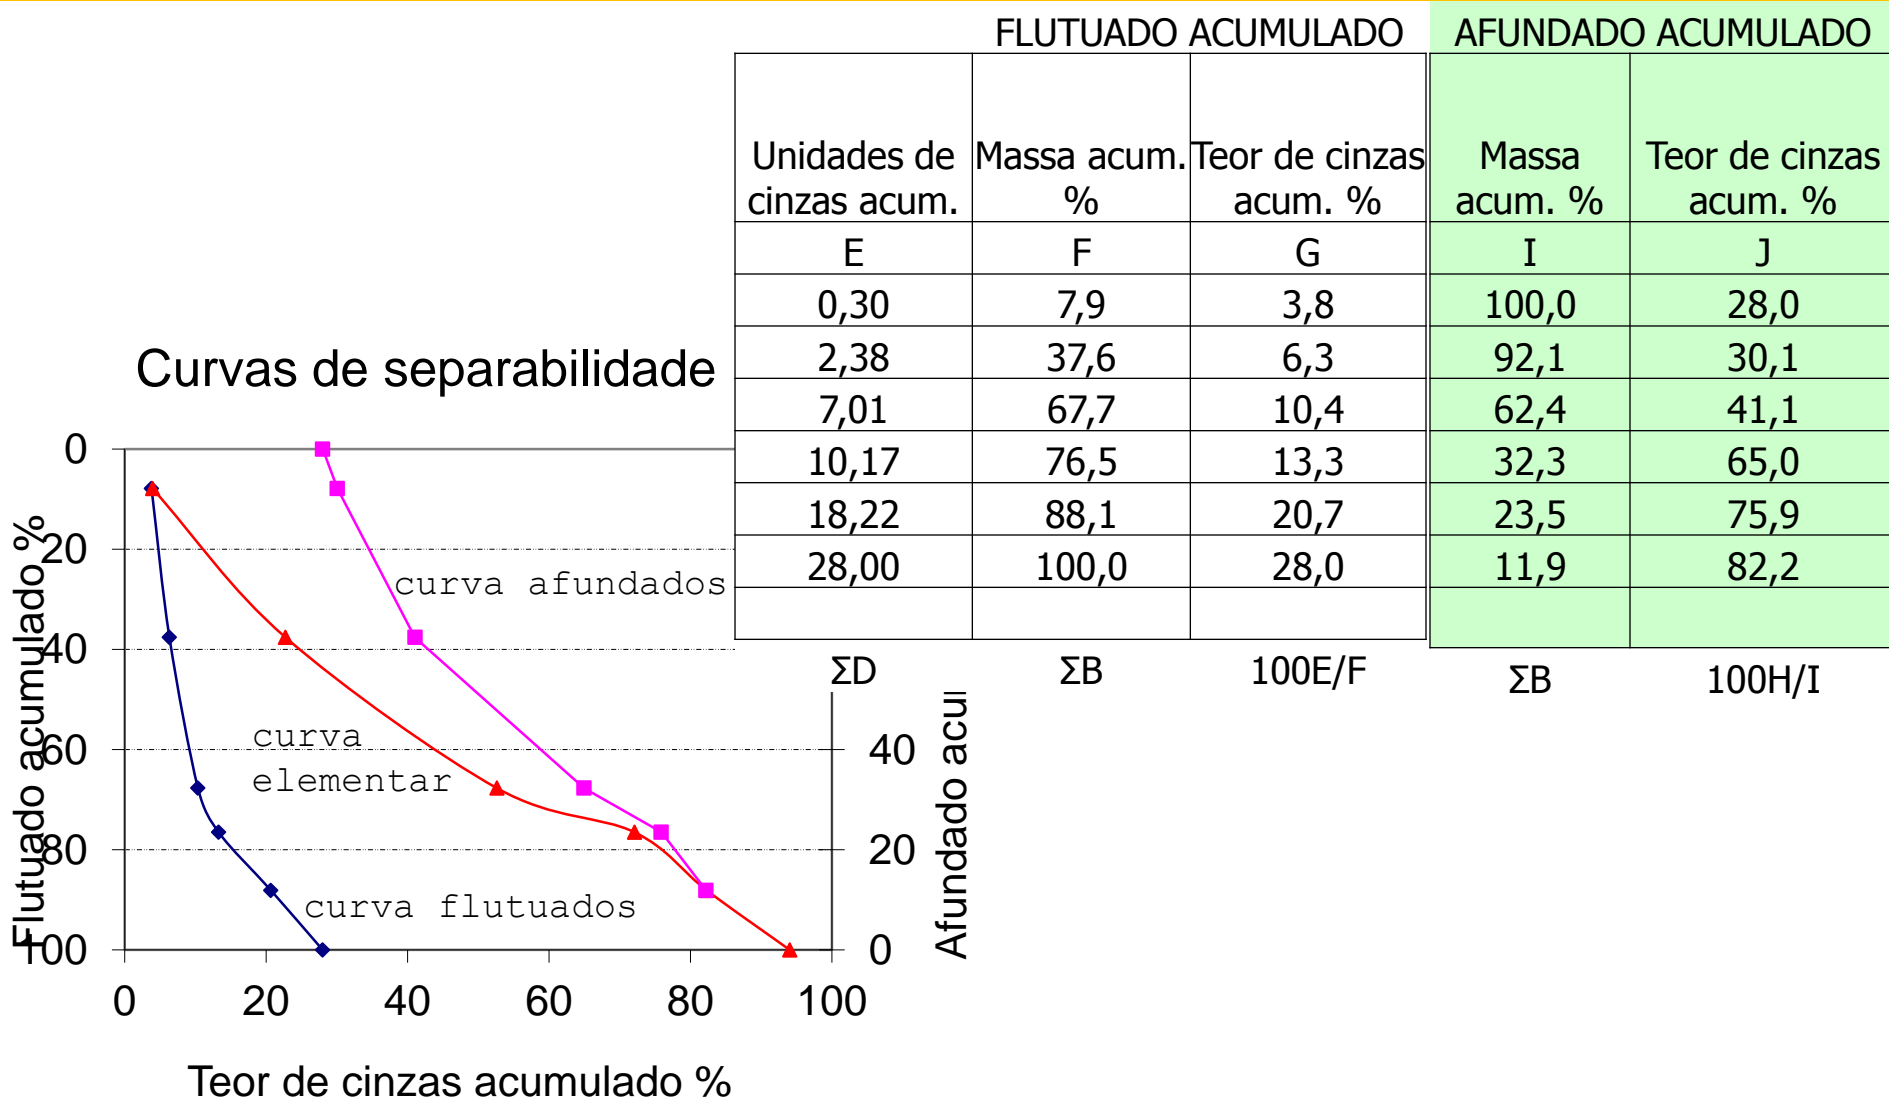 FLUTUADO ACUMULADO
AFUNDADO ACUMULADO
Unidades de cinzas acum.
Massa acum. %
Teor de cinzas acum. %
Massa acum. %
Teor de cinzas acum. %
E F G I J
0,30 7,9 3,8 100,0 28,0
2,38 37,6 6,3 92,1 30,1
7,01 67,7 10,4 62,4 41,1
10,17 76,5 13,3 32,3 65,0
18,22 88,1 20,7 23,5 75,9
28,00 100,0 28,0 11,9 82,2
ΣD ΣB 100E/F ΣB 100H/I
Curvas de separabilidade
Flutuado acumulado %
0
20
40
60
80
100
curva afundados
curva
elementar
curva flutuados
40
20
0
Afundado
0 20 40 60 80 100
Teor de cinzas acumulado %